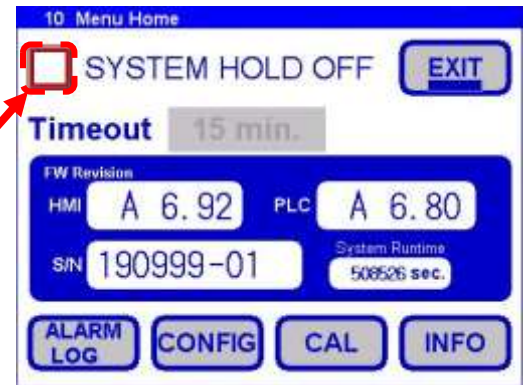 10 Menu Home
SYSTEM HOLD OFF EXIT
Timeout 15 min.
FW Revision
HMI A 6.92 PLC A 6.80
System Runtime
S/N 190999-01 508526 sec.
ALARM LOG CONFIG CAL INFO